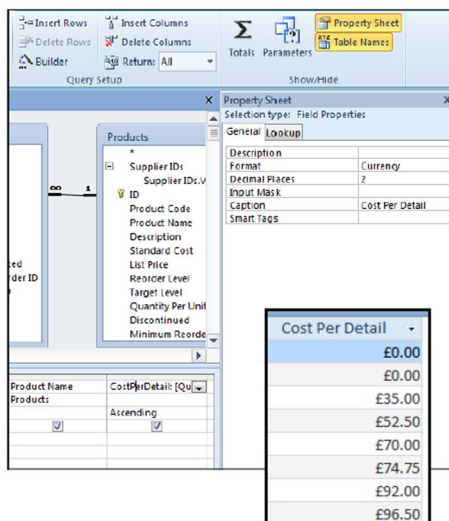 Insert Rows
Insert Columns
Delete Rows
Delete Columns
Builder
Return: All
Totals
Parameters
Property Sheet
Table Names
Query Setup
Show/Hide
Products
*
Supplier IDs
Supplier IDs.V
ID
Product Code
Product Name
Description
Standard Cost
List Price
Reorder Level
Target Level
Quantity Per Unit
Discontinued
Minimum Reorde
∞ 1
rder ID
Property Sheet
Selection type: Field Properties
General Lookup
Description
Format Currency
Decimal Places 2
Input Mask
Caption Cost Per Detail
Smart Tags
Product Name CostPerDetail: [Qu
Products
Ascending
Cost Per Detail
£0.00
£0.00
£35.00
£52.50
£70.00
£74.75
£92.00
£96.50